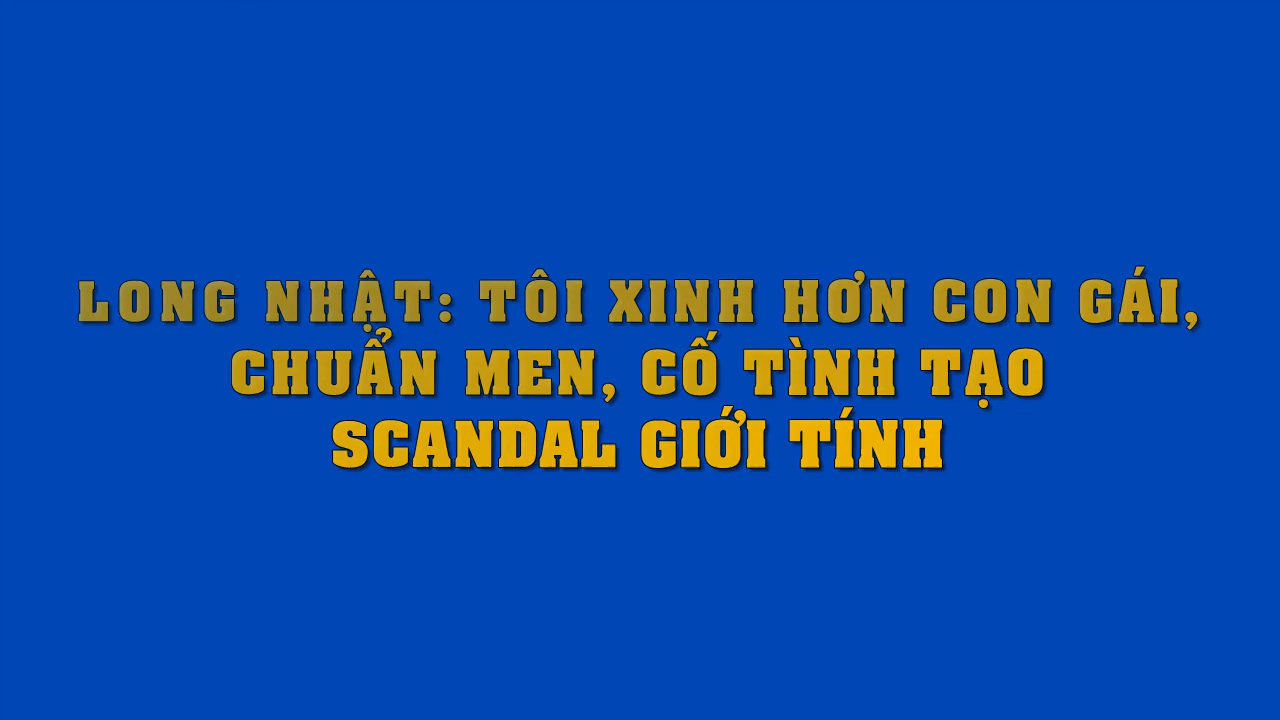 LONG NHẬT: TÔI XINH HƠN CON GÁI,
CHUẨN MEN, CỐ TÌNH TẠO
SCANDAL GIỚI TÍNH